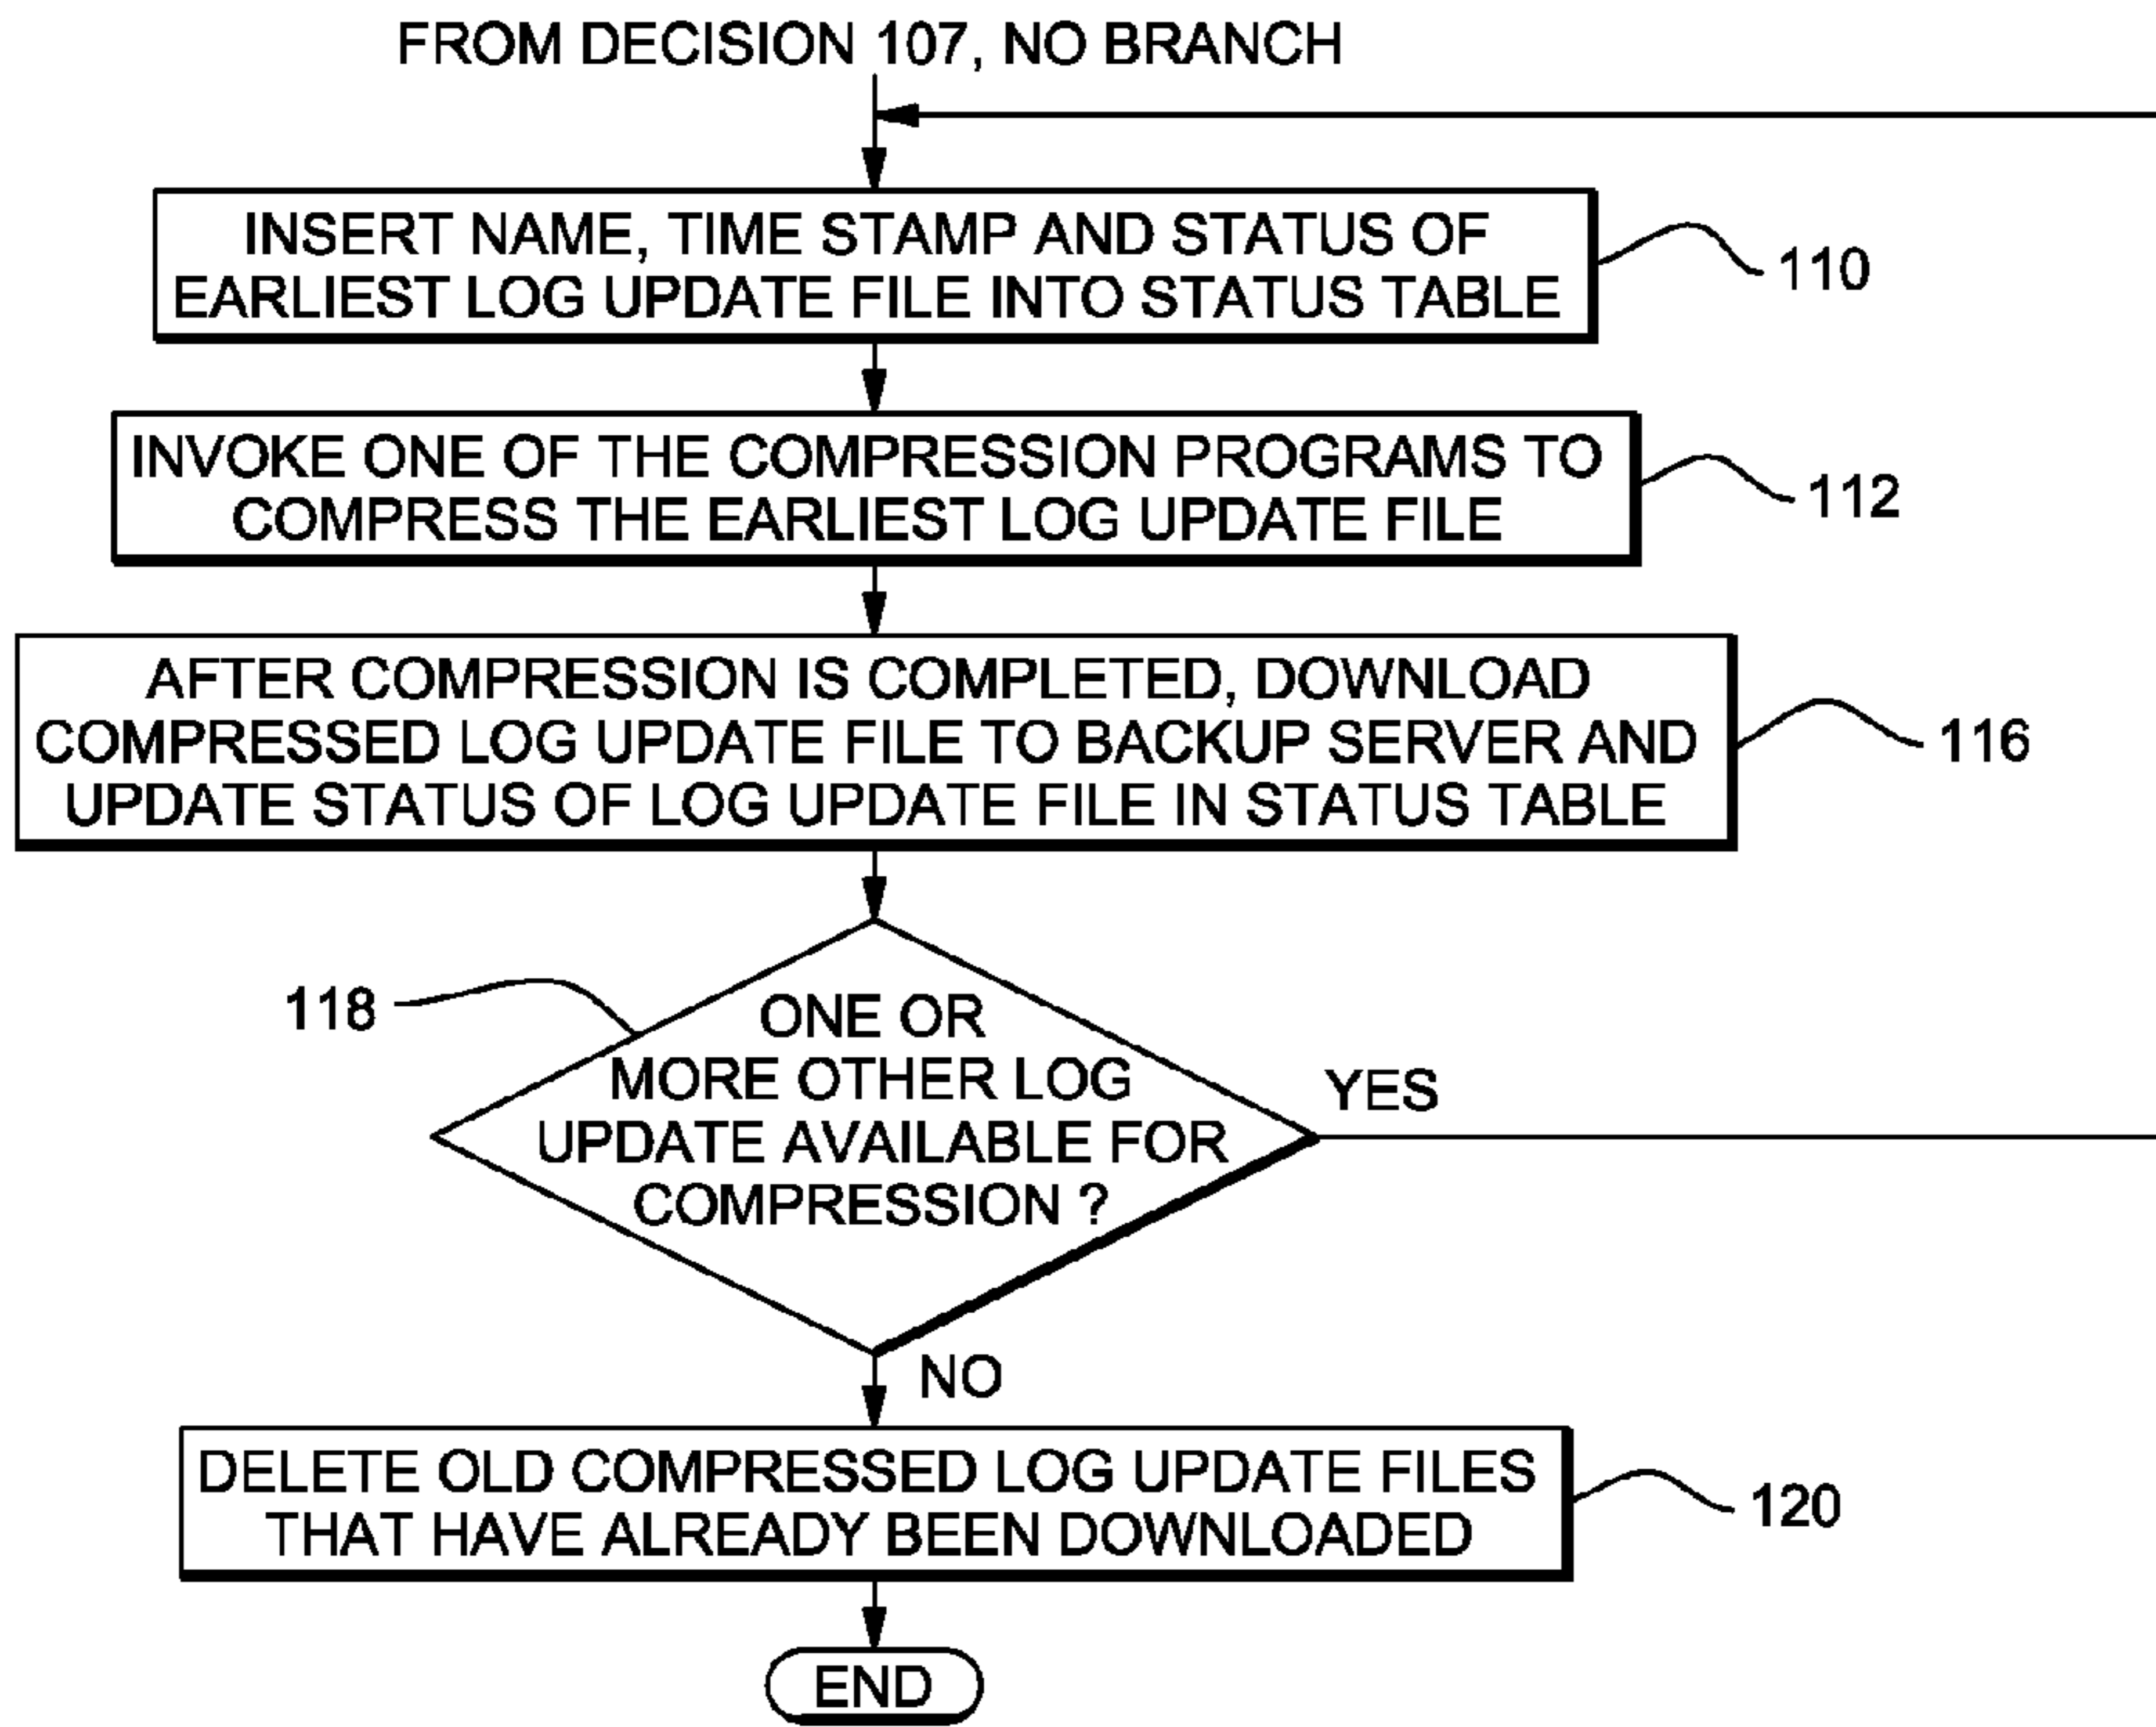 FROM DECISION 107, NO BRANCH
INSERT NAME, TIME STAMP AND STATUS OF
EARLIEST LOG UPDATE FILE INTO STATUS TABLE
110
INVOKE ONE OF THE COMPRESSION PROGRAMS TO
COMPRESS THE EARLIEST LOG UPDATE FILE
112
AFTER COMPRESSION IS COMPLETED, DOWNLOAD
COMPRESSED LOG UPDATE FILE TO BACKUP SERVER AND
UPDATE STATUS OF LOG UPDATE FILE IN STATUS TABLE
116
118
ONE OR
MORE OTHER LOG
UPDATE AVAILABLE FOR
COMPRESSION ?
YES
NO
DELETE OLD COMPRESSED LOG UPDATE FILES
THAT HAVE ALREADY BEEN DOWNLOADED
120
END